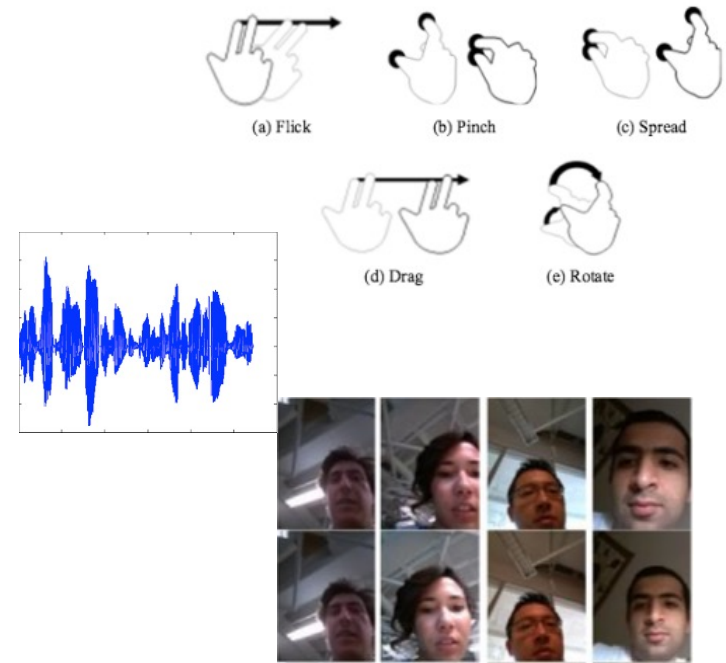 (a) Flick
(b) Pinch
(c) Spread
(d) Drag
(e) Rotate